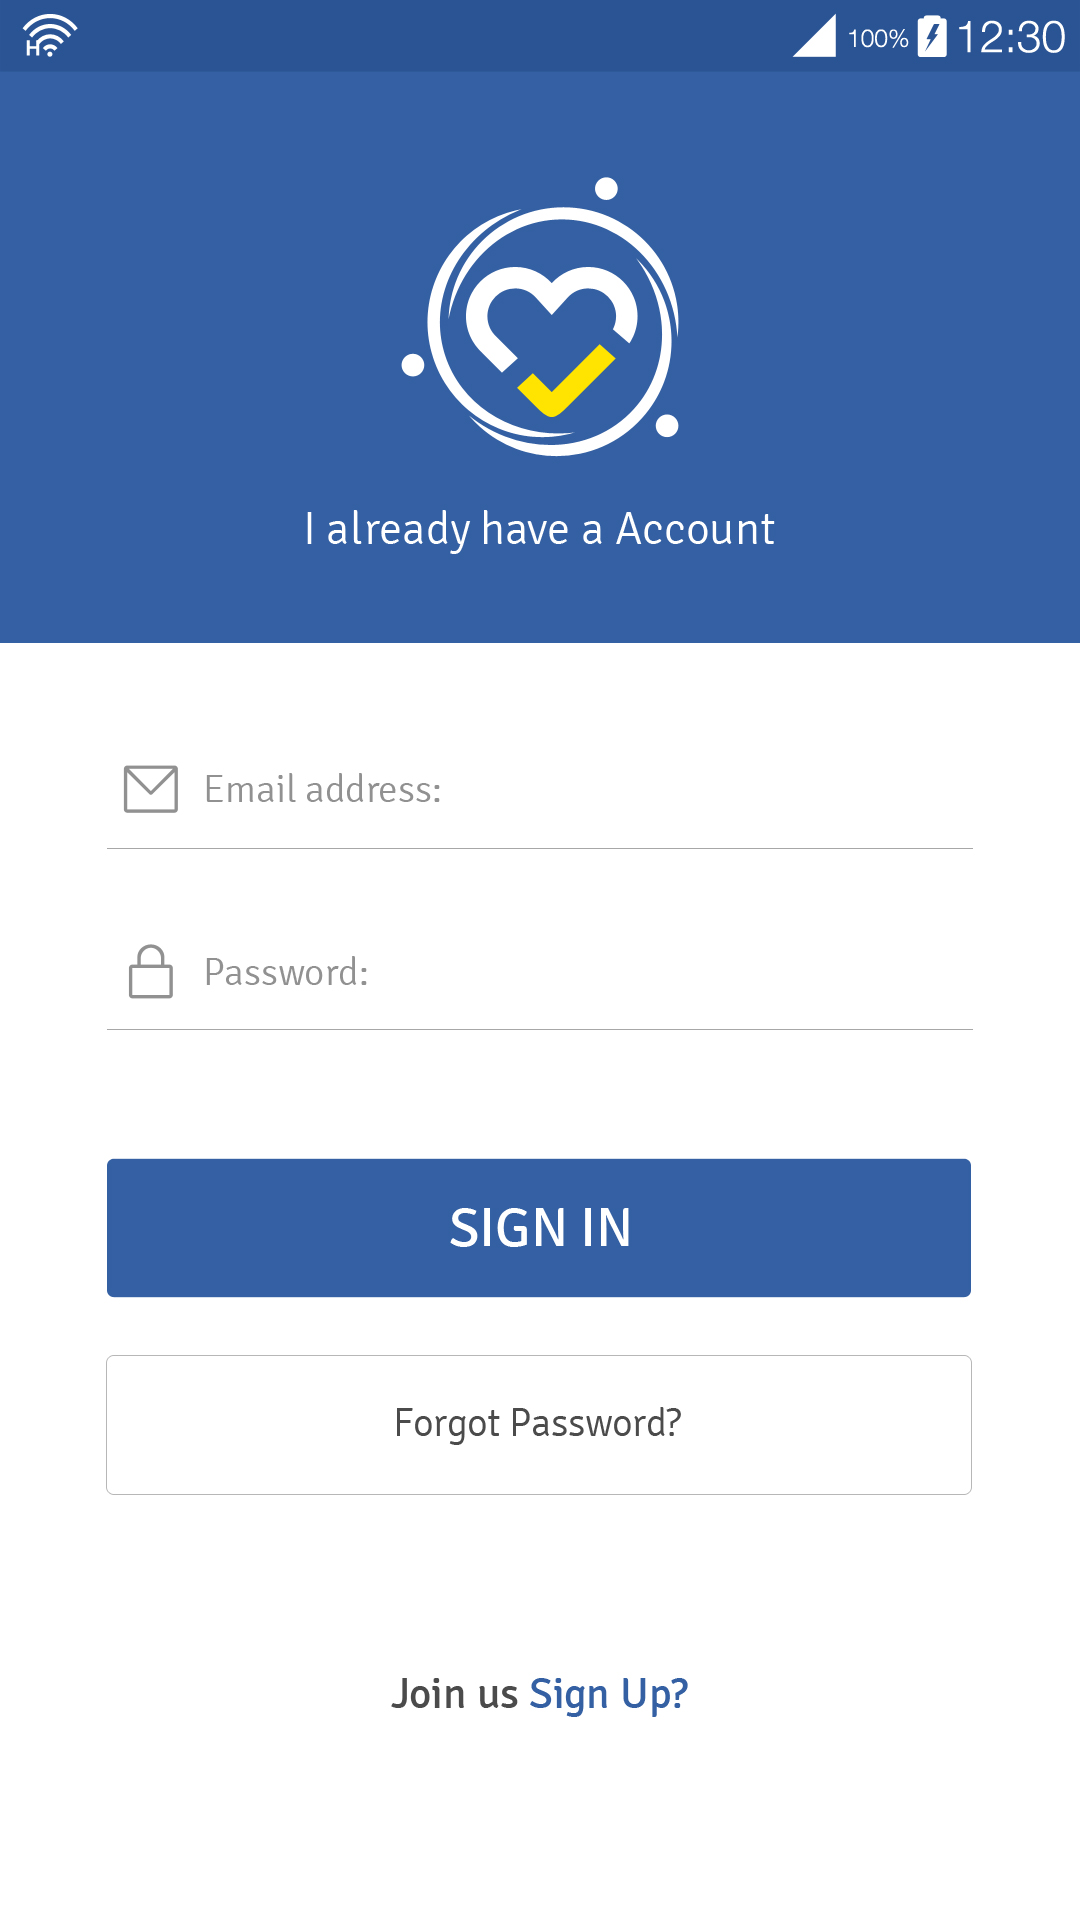 H 100% 12:30
I already have a Account
Email address:
Password:
SIGN IN
Forgot Password?
Join us Sign Up?